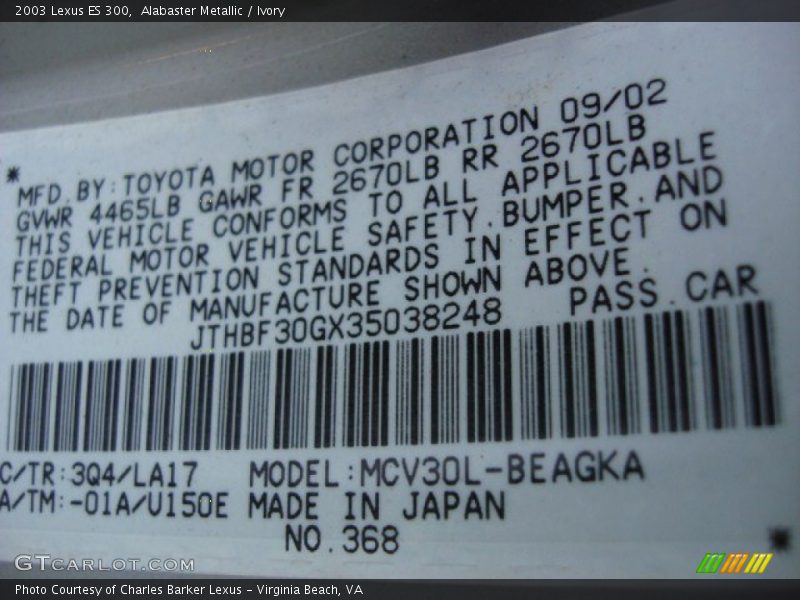 2003 Lexus ES 300, Alabaster Metallic / Ivory
MFD.BY:TOYOTA MOTOR CORPORATION 09/02
GVWR 4465LB GAWR FR 2670LB RR 2670LB
THIS VEHICLE CONFORMS TO ALL APPLICABLE
FEDERAL MOTOR VEHICLE SAFETY.BUMPER.AND
THEFT PREVENTION STANDARDS IN EFFECT ON
THE DATE OF MANUFACTURE SHOWN ABOVE.
JTHBF30GX35038248 PASS.CAR
C/TR:3Q4/LA17 MODEL:MCV30L-BEAGKA
A/TM:-01A/U150E MADE IN JAPAN
NO.368
GTCARLOT.COM
Photo Courtesy of Charles Barker Lexus - Virginia Beach, VA